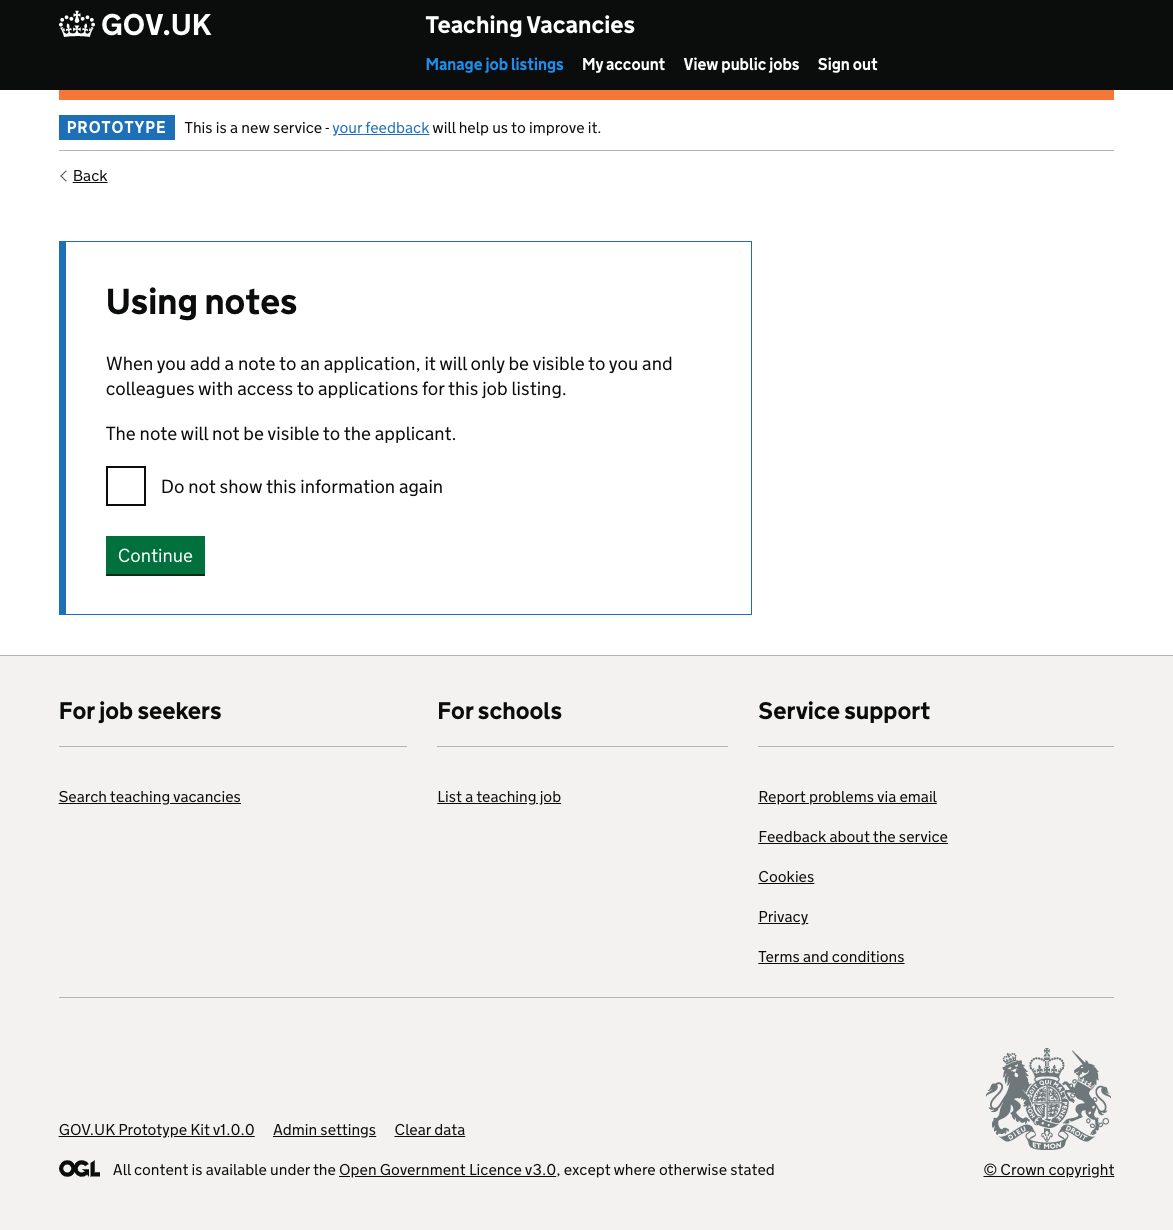 GOV.UK
Teaching Vacancies
Manage job listings My account View public jobs Sign out
PROTOTYPE This is a new service - your feedback will help us to improve it.
Back
Using notes
When you add a note to an application, it will only be visible to you and
colleagues with access to applications for this job listing.
The note will not be visible to the applicant.
Do not show this information again
Continue
For job seekers
Search teaching vacancies
For schools
List a teaching job
Service support
Report problems via email
Feedback about the service
Cookies
Privacy
Terms and conditions
GOV.UK Prototype Kit v1.0.0 Admin settings Clear data
OGL All content is available under the Open Government Licence v3.0, except where otherwise stated
DIEU ET MON DROIT
© Crown copyright